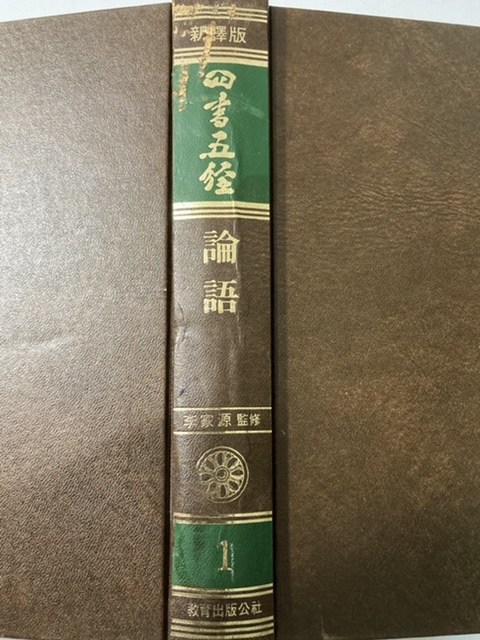 新譯版
四書五經
論語
李家源 監修
1
教育出版公社